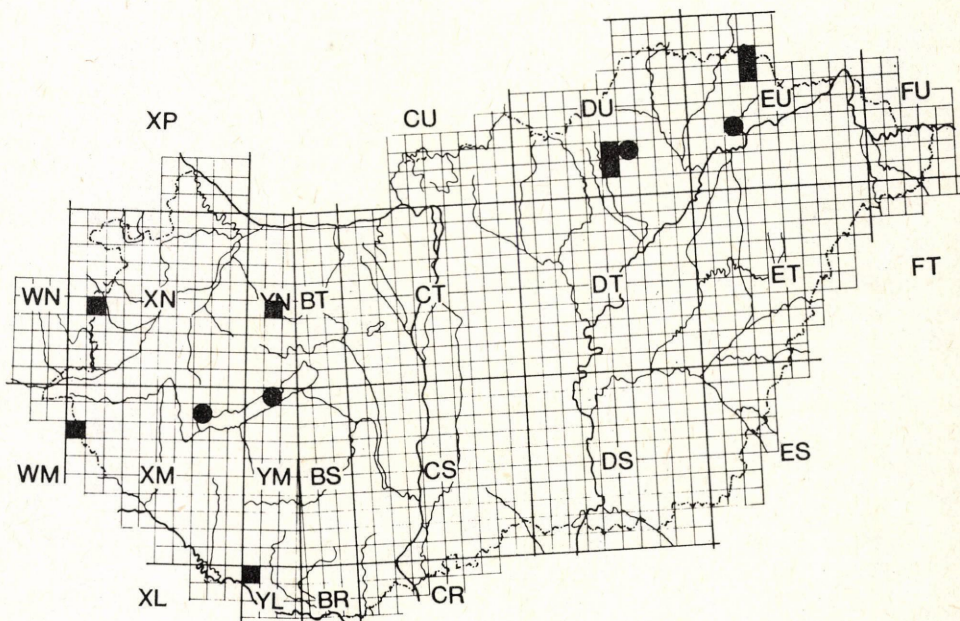 XP
CU
DU
EU
FU
WN
XN
YN
BT
CT
DT
ET
FT
WM
XM
YM
BS
CS
DS
ES
XL
YL
BR
CR